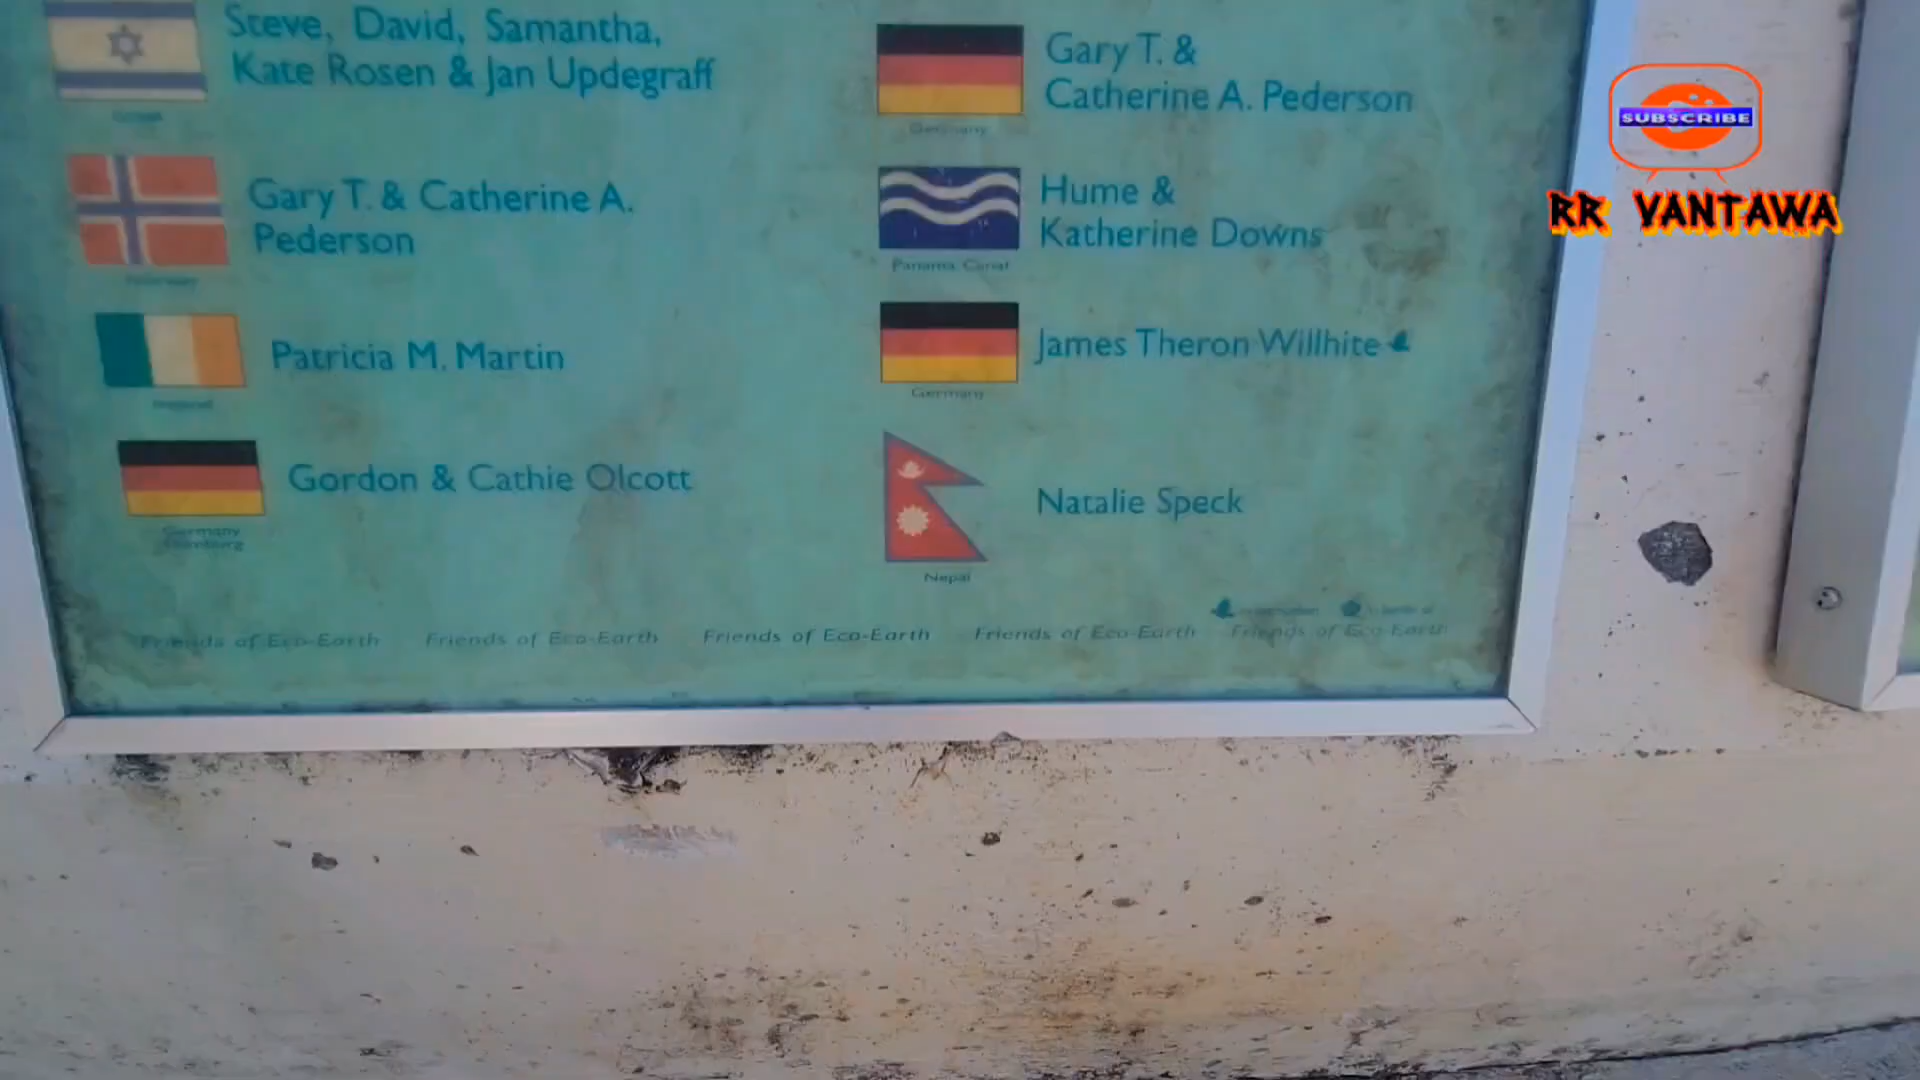 Steve, David, Samantha,
Kate Rosen & Jan Updegraff
Gary T. & Catherine A.
Pederson
Norway
Patricia M. Martin
Gordon & Cathie Olcott
Germany
Gary T. &
Catherine A. Pederson
Germany
Hume &
Katherine Downs
Panama Canal
James Theron Willhite
Germany
Natalie Speck
Nepal
Friends of Eco-Earth Friends of Eco-Earth Friends of Eco-Earth Friends of Eco-Earth Friends of Eco-Earth
SUBSCRIBE
RR YANTAWA